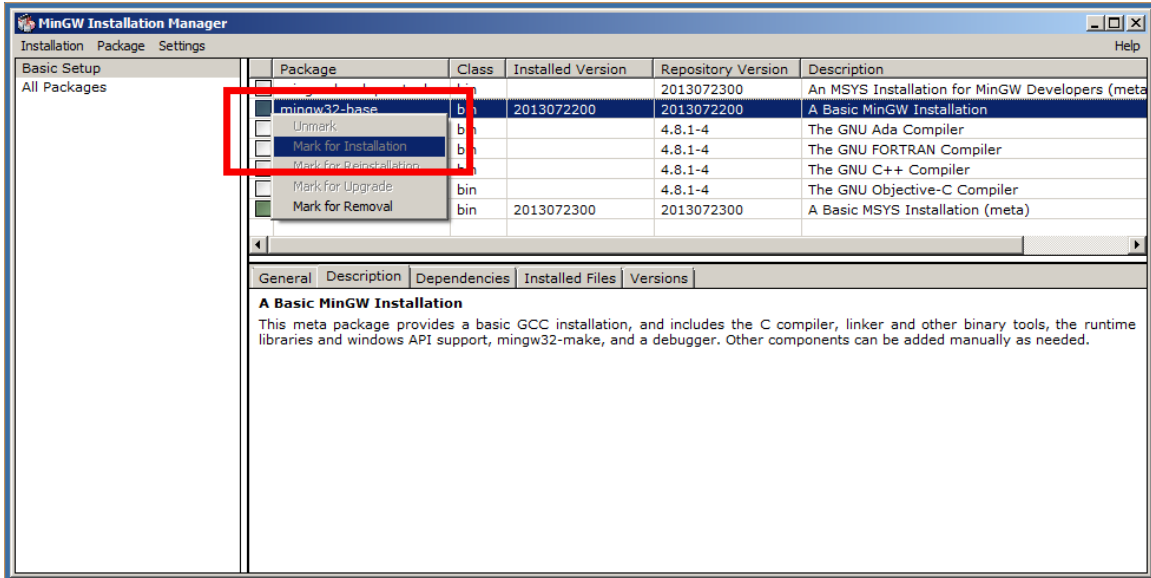 MinGW Installation Manager
Installation Package Settings Help
Basic Setup
All Packages
Package Class Installed Version Repository Version Description
bin 2013072300 An MSYS Installation for MinGW Developers (meta
mingw32-base bin 2013072200 2013072200 A Basic MinGW Installation
bin 4.8.1-4 The GNU Ada Compiler
bin 4.8.1-4 The GNU FORTRAN Compiler
bin 4.8.1-4 The GNU C++ Compiler
bin 4.8.1-4 The GNU Objective-C Compiler
bin 2013072300 2013072300 A Basic MSYS Installation (meta)
Unmark
Mark for Installation
Mark for Reinstallation
Mark for Upgrade
Mark for Removal
General Description Dependencies Installed Files Versions
A Basic MinGW Installation
This meta package provides a basic GCC installation, and includes the C compiler, linker and other binary tools, the runtime
libraries and windows API support, mingw32-make, and a debugger. Other components can be added manually as needed.